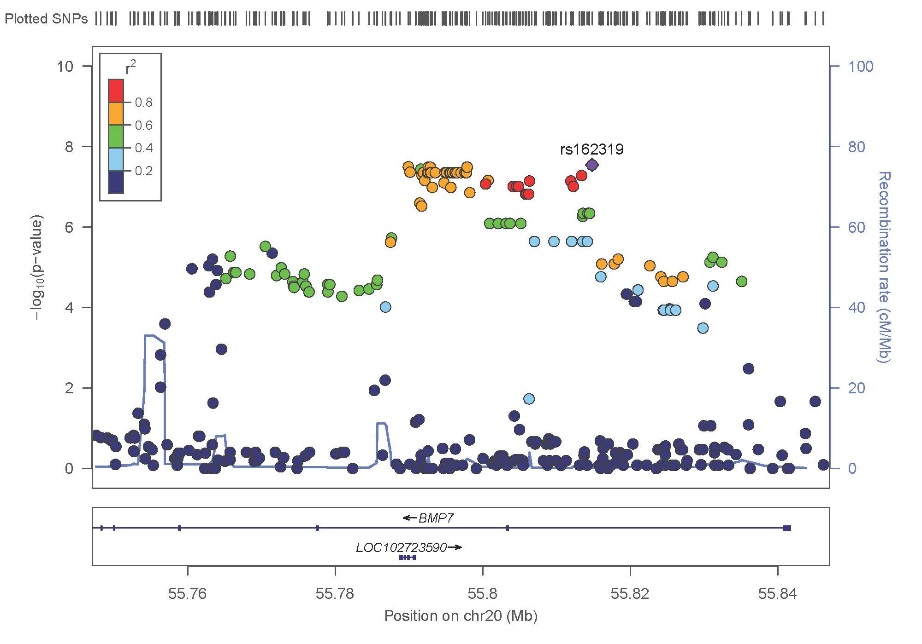 Plotted SNPs
r2
0.8
0.6
0.4
0.2
rs162319
10
8
6
4
2
0
−log10(p−value)
100
80
60
40
20
0
Recombination rate (cM/Mb)
←BMP7
LOC102723590→
55.76
55.78
55.8
55.82
55.84
Position on chr20 (Mb)